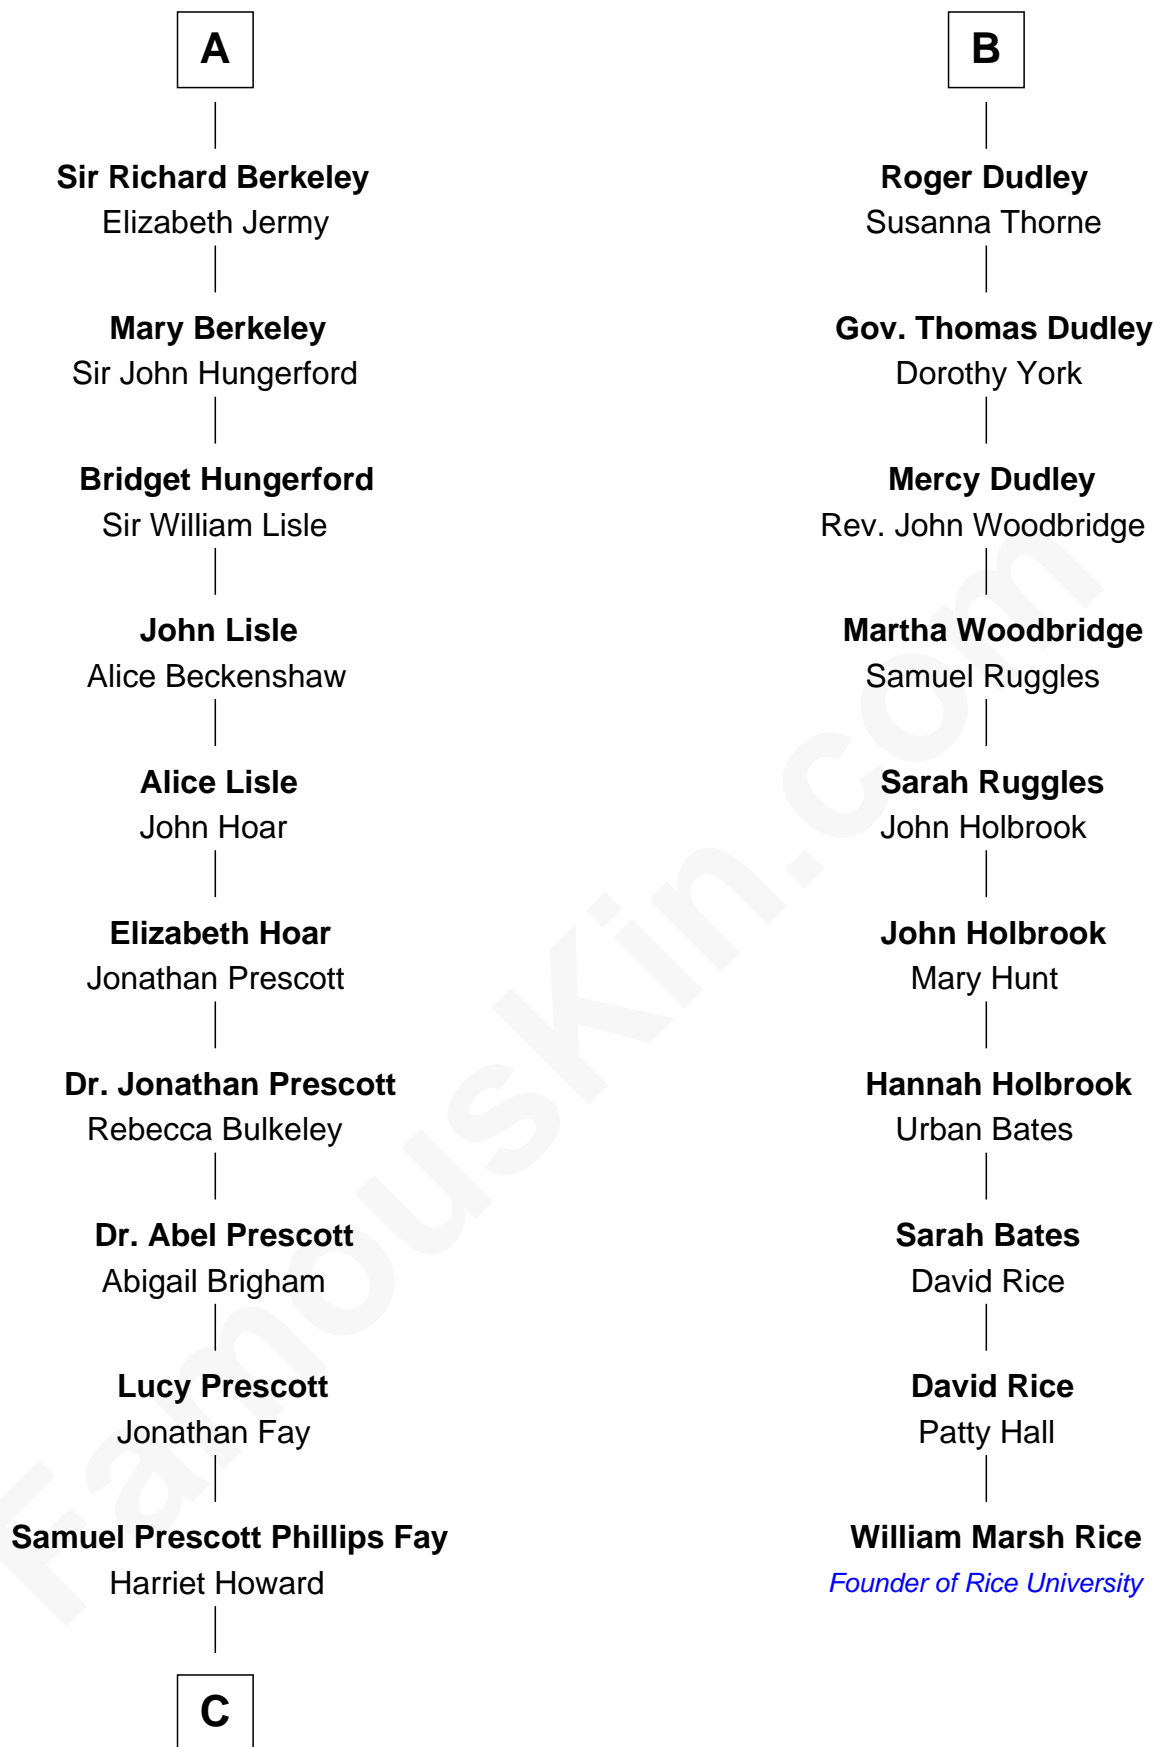 A
Sir Richard Berkeley
Elizabeth Jermy
Mary Berkeley
Sir John Hungerford
Bridget Hungerford
Sir William Lisle
John Lisle
Alice Beckenshaw
Alice Lisle
John Hoar
Elizabeth Hoar
Jonathan Prescott
Dr. Jonathan Prescott
Rebecca Bulkeley
Dr. Abel Prescott
Abigail Brigham
Lucy Prescott
Jonathan Fay
Samuel Prescott Phillips Fay
Harriet Howard
C
B
Roger Dudley
Susanna Thorne
Gov. Thomas Dudley
Dorothy York
Mercy Dudley
Rev. John Woodbridge
Martha Woodbridge
Samuel Ruggles
Sarah Ruggles
John Holbrook
John Holbrook
Mary Hunt
Hannah Holbrook
Urban Bates
Sarah Bates
David Rice
David Rice
Patty Hall
William Marsh Rice
Founder of Rice University
FamousKin.com